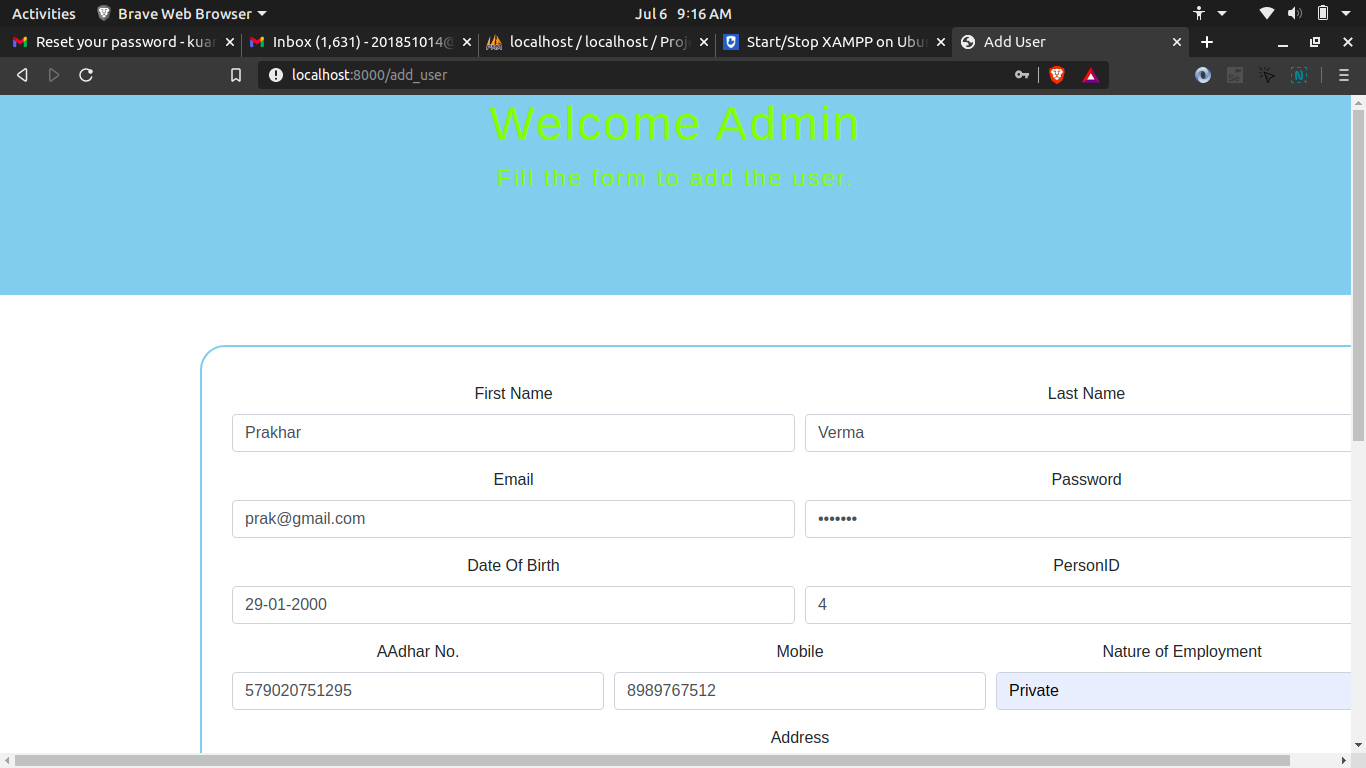 Activities Brave Web Browser Jul 6 9:16 AM
Reset your password - kuar Inbox (1,631) - 201851014@ localhost / localhost / Proj Start/Stop XAMPP on Ubu Add User
localhost:8000/add_user
Welcome Admin
Fill the form to add the user.
First Name Last Name
Prakhar Verma
Email Password
prak@gmail.com •••••••
Date Of Birth PersonID
29-01-2000 4
AAdhar No. Mobile Nature of Employment
579020751295 8989767512 Private
Address